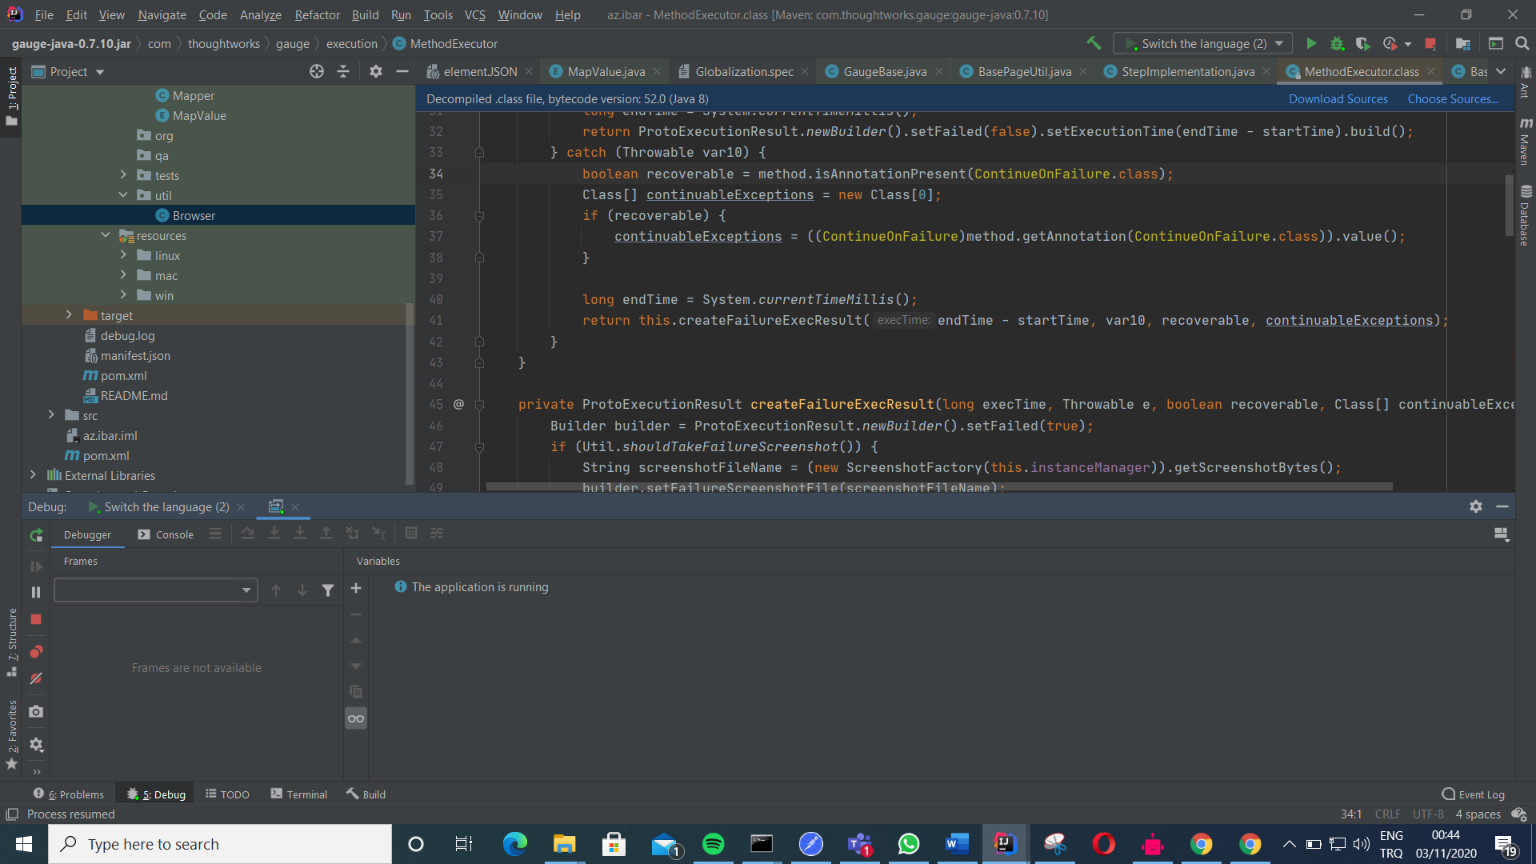 File Edit View Navigate Code Analyze Refactor Build Run Tools VCS Window Help az.ibar - MethodExecutor.class [Maven: com.thoughtworks.gauge:gauge-java:0.7.10]
gauge-java-0.7.10.jar com thoughtworks gauge execution MethodExecutor Switch the language (2)
Project elementJSON MapValue.java Globalization.spec GaugeBase.java BasePageUtil.java StepImplementation.java MethodExecutor.class Bas
Decompiled .class file, bytecode version: 52.0 (Java 8) Download Sources Choose Sources...
1: Project
Mapper
MapValue
org
qa
tests
util
Browser
resources
linux
mac
win
target
debug.log
manifest.json
pom.xml
README.md
src
az.ibar.iml
pom.xml
External Libraries
31 long endTime = System.currentTimeMillis();
32 return ProtoExecutionResult.newBuilder().setFailed(false).setExecutionTime(endTime - startTime).build();
33 } catch (Throwable var10) {
34 boolean recoverable = method.isAnnotationPresent(ContinueOnFailure.class);
35 Class[] continuableExceptions = new Class[0];
36 if (recoverable) {
37 continuableExceptions = ((ContinueOnFailure)method.getAnnotation(ContinueOnFailure.class)).value();
38 }
39
40 long endTime = System.currentTimeMillis();
41 return this.createFailureExecResult( execTime: endTime - startTime, var10, recoverable, continuableExceptions);
42 }
43 }
44
45 @ private ProtoExecutionResult createFailureExecResult(long execTime, Throwable e, boolean recoverable, Class[] continuableExce
46 Builder builder = ProtoExecutionResult.newBuilder().setFailed(true);
47 if (Util.shouldTakeFailureScreenshot()) {
48 String screenshotFileName = (new ScreenshotFactory(this.instanceManager)).getScreenshotBytes();
49 builder.setFailureScreenshotFile(screenshotFileName);
Ant
Maven
Database
Debug: Switch the language (2)
Debugger Console
Frames Variables
The application is running
Frames are not available
7: Structure
2: Favorites
6: Problems 5: Debug TODO Terminal Build Event Log
Process resumed 34:1 CRLF UTF-8 4 spaces
Type here to search
1
1
ENG
TRQ
00:44
03/11/2020
19